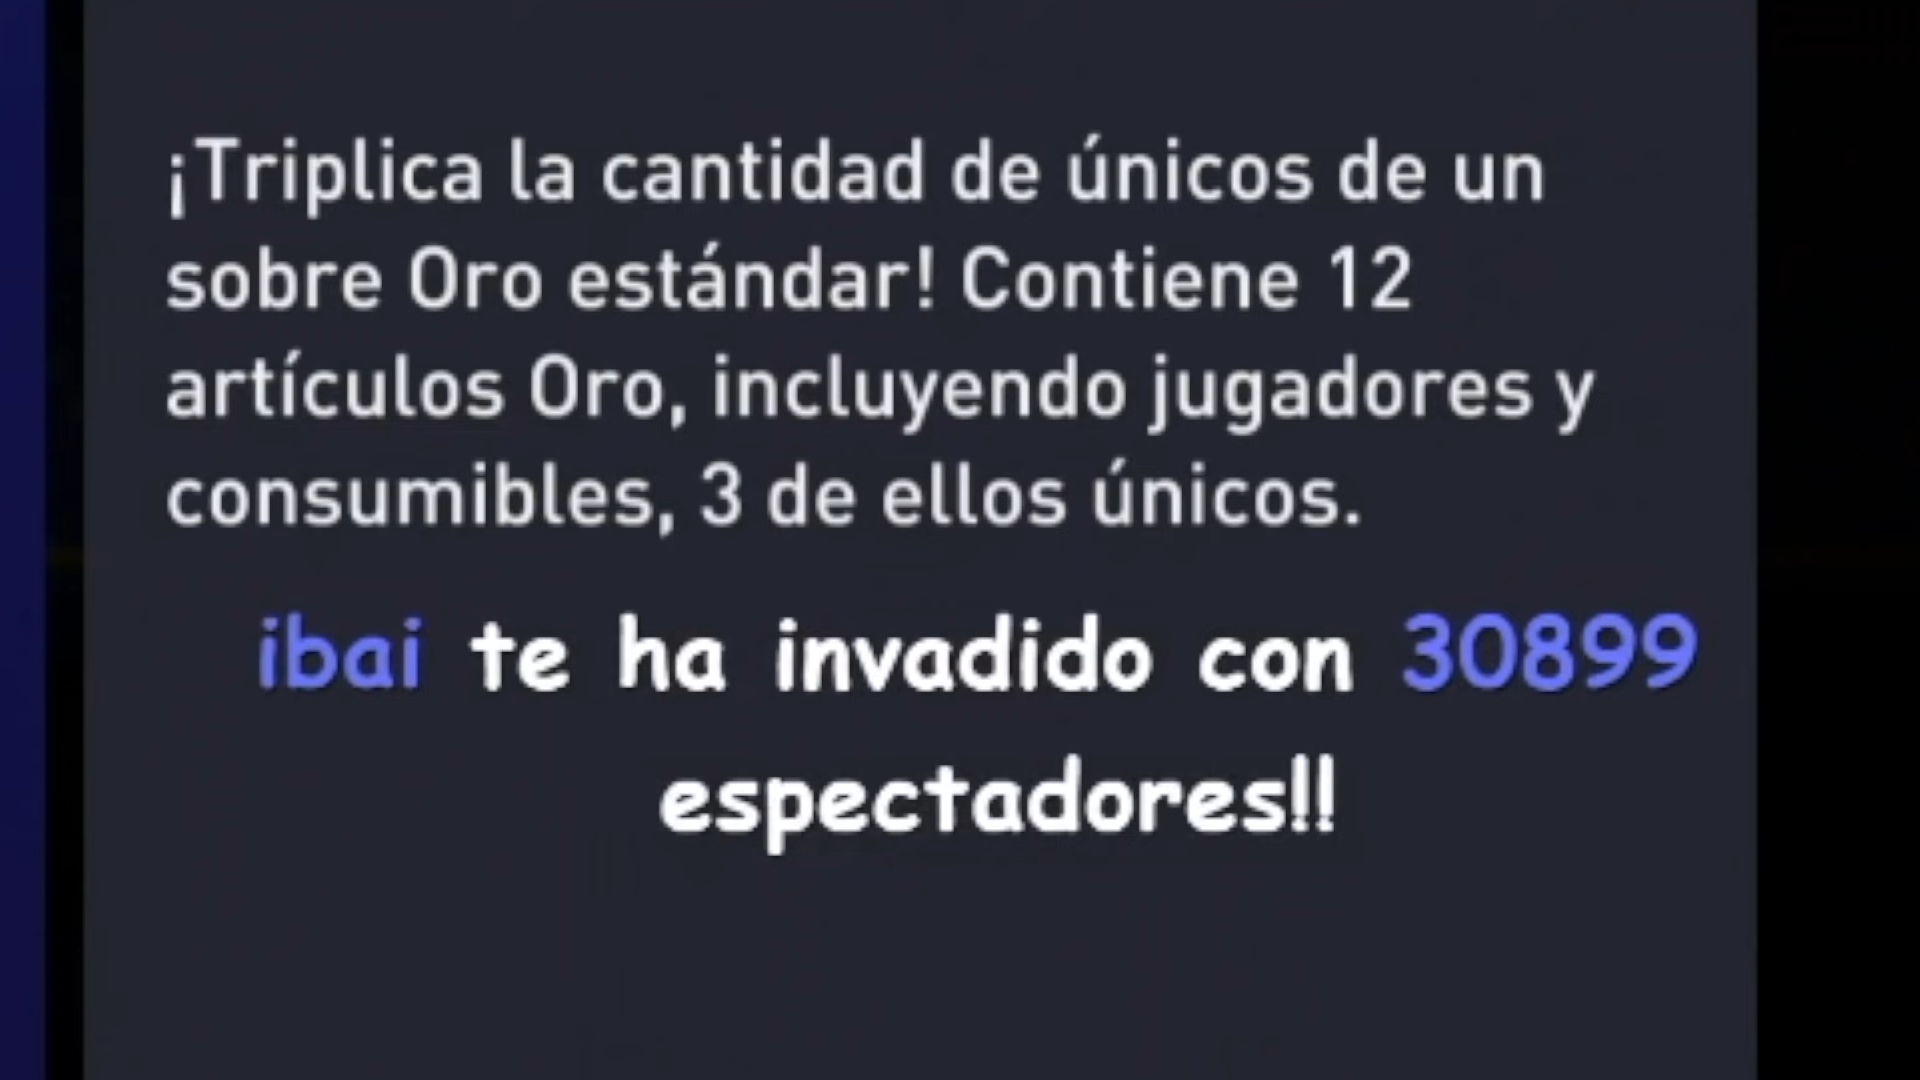 ¡Triplica la cantidad de únicos de un
sobre Oro estándar! Contiene 12
artículos Oro, incluyendo jugadores y
consumibles, 3 de ellos únicos.
ibai te ha invadido con 30899
espectadores!!